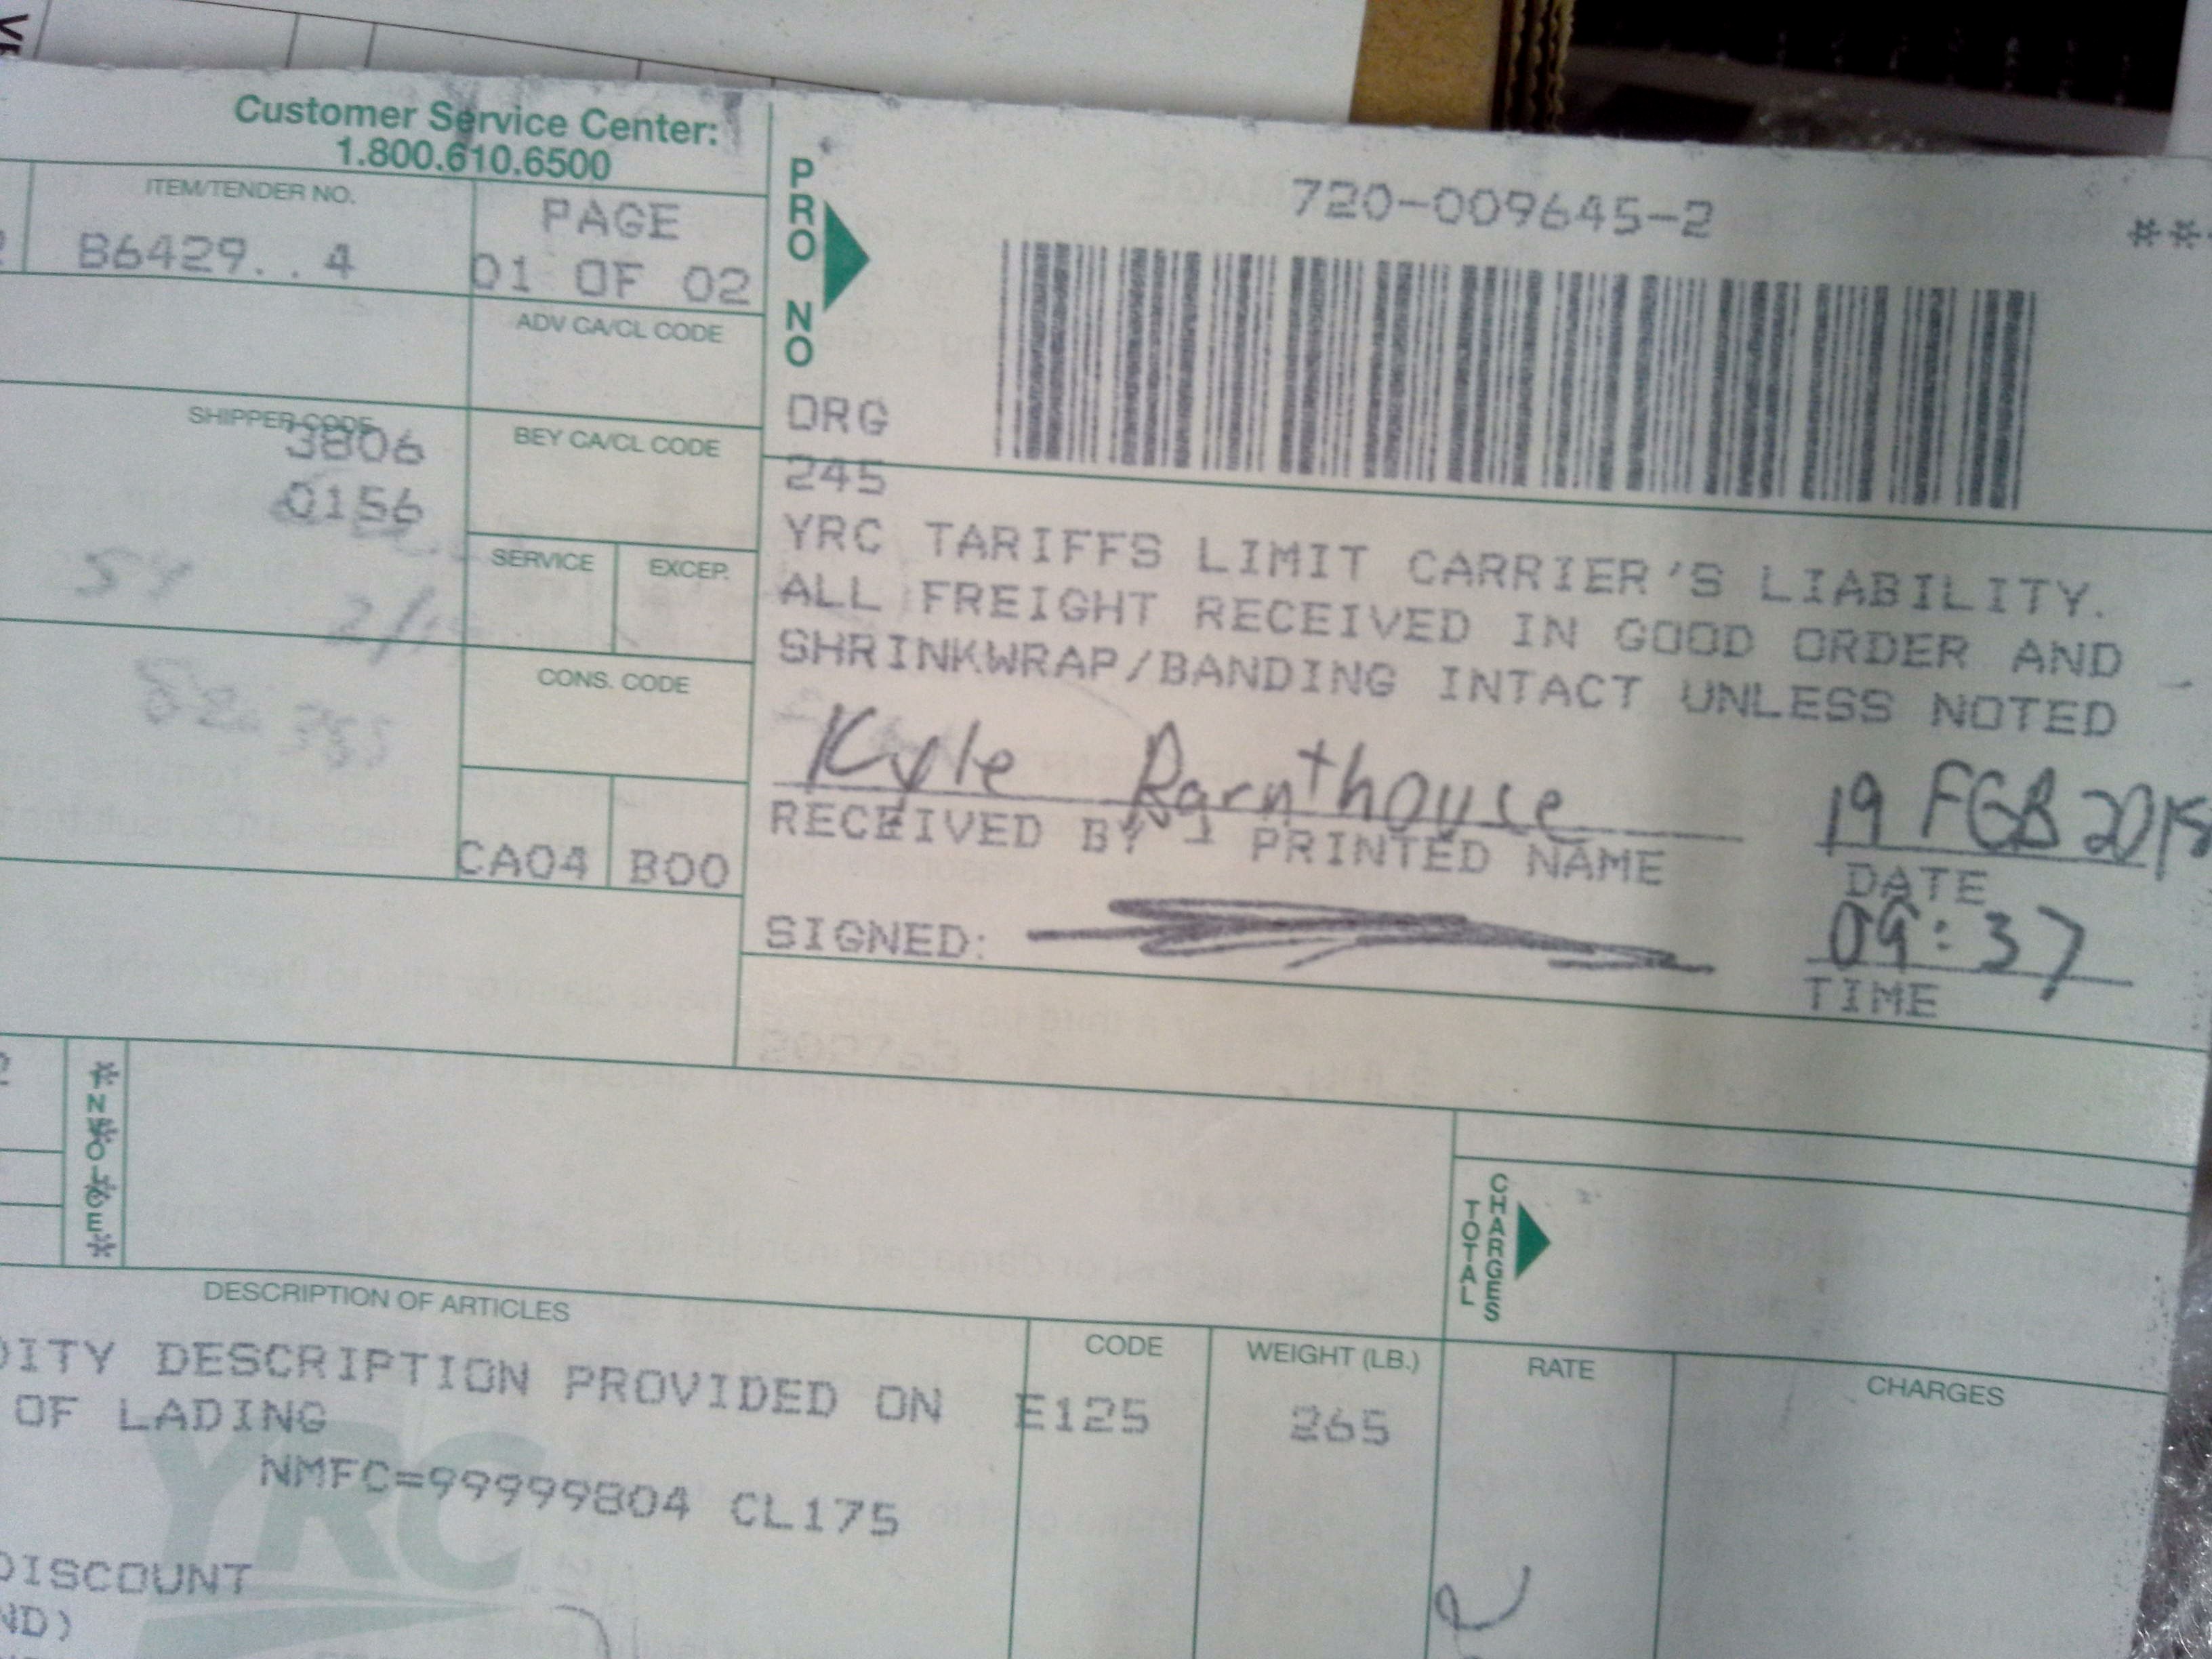 Customer Service Center:
1.800.610.6500
ITEM/TENDER NO.
B6429. . 4
PAGE
01 OF 02
PRO NO
720-009645-2
**
ADV CA/CL CODE
SHIPPER CODE
3806
0156
BEY CA/CL CODE
ORG
245
SERVICE
EXCEP.
YRC TARIFFS LIMIT CARRIER'S LIABILITY.
ALL FREIGHT RECEIVED IN GOOD ORDER AND
SHRINKWRAP/BANDING INTACT UNLESS NOTED
CONS. CODE
Kyle
19 FEB
RECEIVED BY - PRINTED NAME
DATE
CA04
B00
SIGNED:
09:37
TIME
*INVOICE*
TOTAL CHARGES
DESCRIPTION OF ARTICLES
CODE
WEIGHT (LB.)
RATE
CHARGES
DESCRIPTION PROVIDED ON
E125
265
OF LADING
NMFC=99999804 CL175
DISCOUNT
YRC